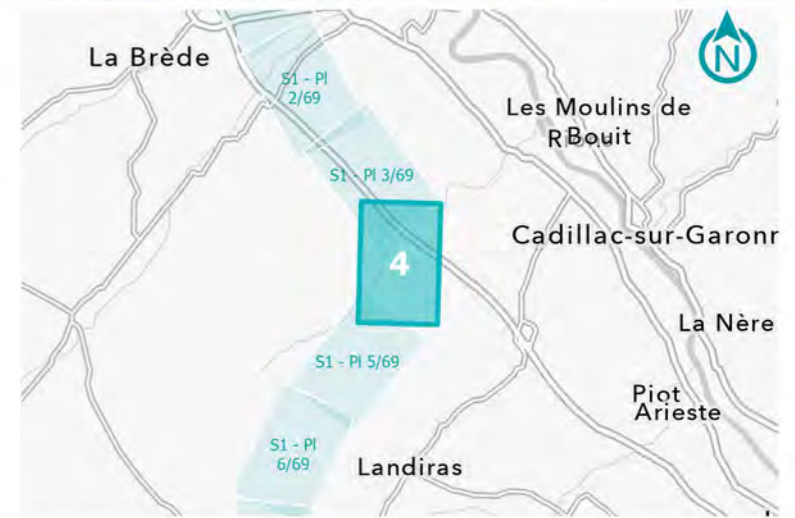 La Brède
N
S1 - Pl
2/69
Les Moulins de
Bouit
S1 - Pl 3/69
4
Cadillac-sur-Garonr
La Nère
S1 - Pl 5/69
Piot
Arieste
S1 - Pl
6/69
Landiras